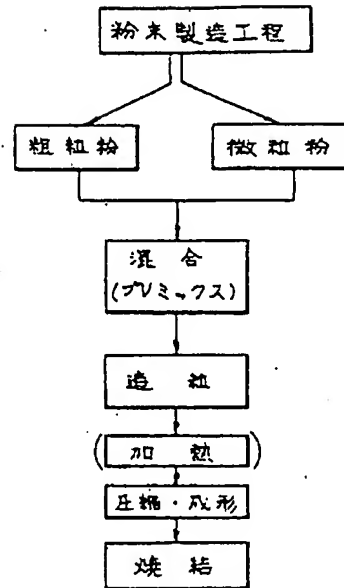 粉末製造工程
粗粒粉
微粒粉
混合
(プレミックス)
造粒
(加熱)
圧縮・成形
焼結